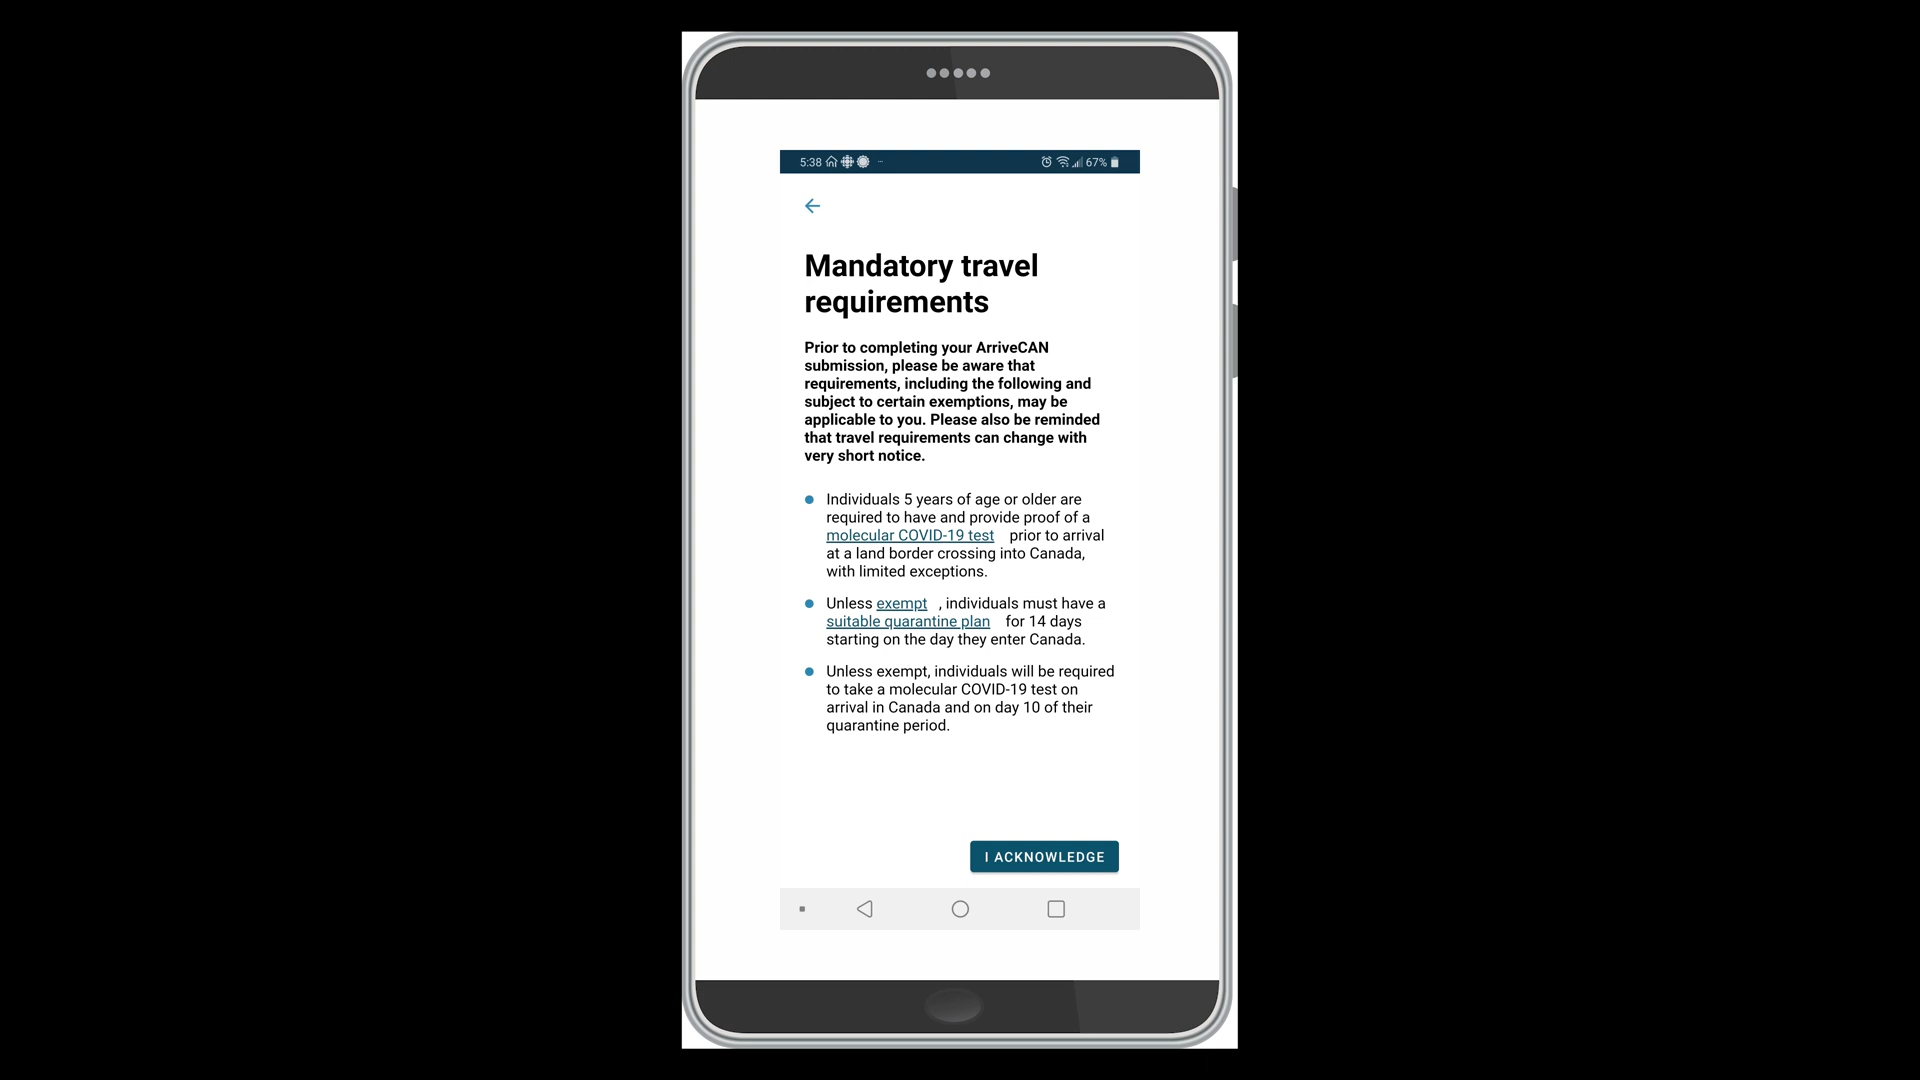 5:38
67%
Mandatory travel
requirements
Prior to completing your ArriveCAN
submission, please be aware that
requirements, including the following and
subject to certain exemptions, may be
applicable to you. Please also be reminded
that travel requirements can change with
very short notice.
Individuals 5 years of age or older are
required to have and provide proof of a
molecular COVID-19 test prior to arrival
at a land border crossing into Canada,
with limited exceptions.
Unless exempt , individuals must have a
suitable quarantine plan for 14 days
starting on the day they enter Canada.
Unless exempt, individuals will be required
to take a molecular COVID-19 test on
arrival in Canada and on day 10 of their
quarantine period.
I ACKNOWLEDGE